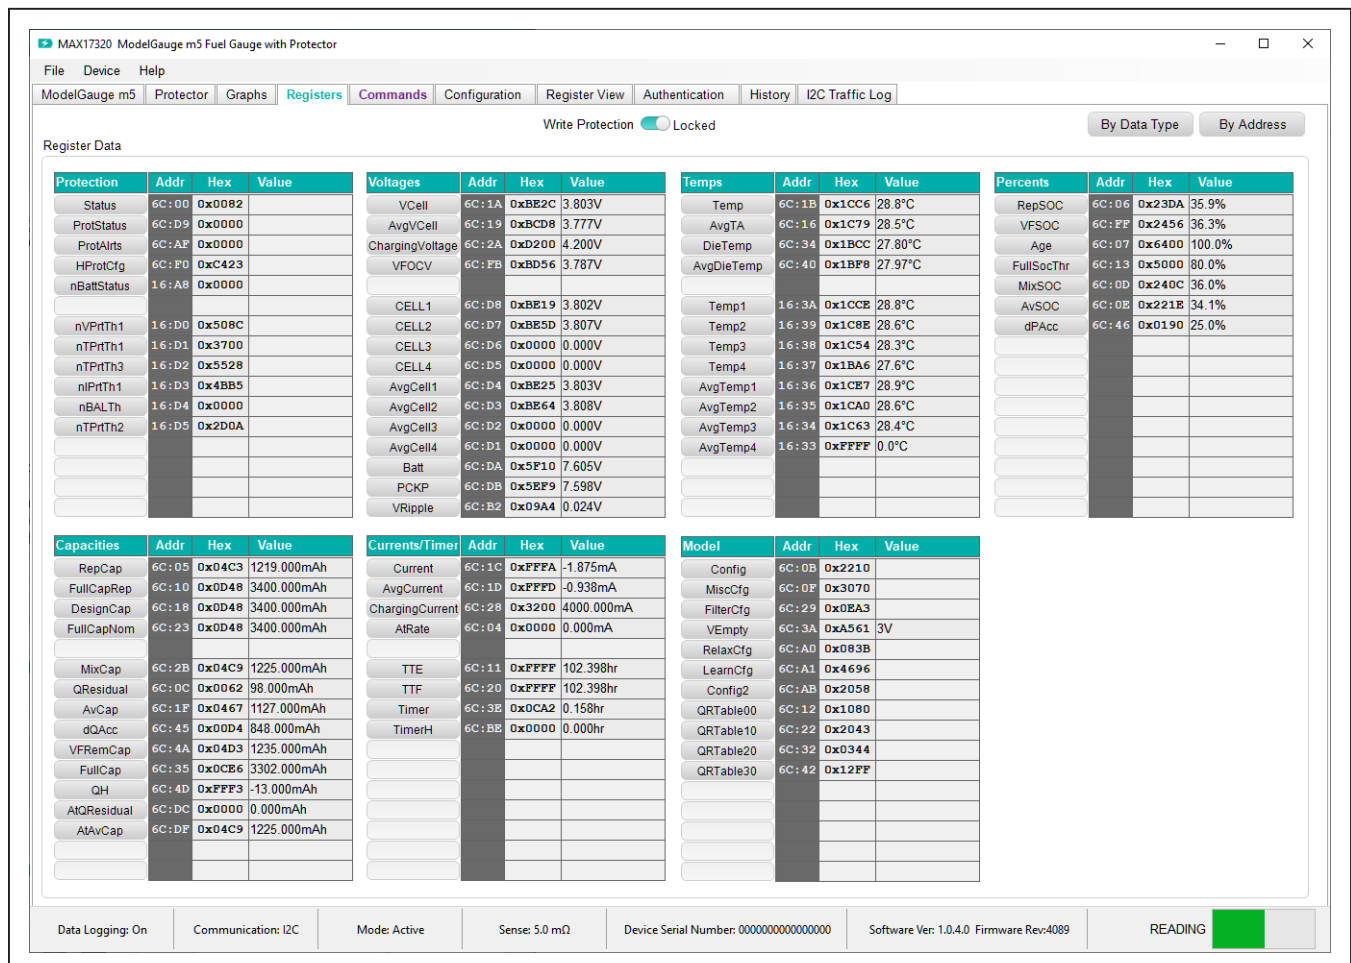 MAX17320 ModelGauge m5 Fuel Gauge with Protector
File Device Help
ModelGauge m5 Protector Graphs Registers Commands Configuration Register View Authentication History I2C Traffic Log
Write Protection Locked By Data Type By Address
Register Data
Protection Addr Hex Value
Status 6C:00 0x0082
ProtStatus 6C:D9 0x0000
ProtAlrts 6C:AF 0x0000
HProtCfg 6C:F0 0xC423
nBattStatus 16:A8 0x0000
nVPrtTh1 16:D0 0x508C
nTPrtTh1 16:D1 0x3700
nTPrtTh3 16:D2 0x5528
nIPrtTh1 16:D3 0x4BB5
nBALTh 16:D4 0x0000
nTPrtTh2 16:D5 0x2D0A
Voltages Addr Hex Value
VCell 6C:1A 0xBE2C 3.803V
AvgVCell 6C:19 0xBCD8 3.777V
ChargingVoltage 6C:2A 0xD200 4.200V
VFOCV 6C:FB 0xBD56 3.787V
CELL1 6C:D8 0xBE19 3.802V
CELL2 6C:D7 0xBE5D 3.807V
CELL3 6C:D6 0x0000 0.000V
CELL4 6C:D5 0x0000 0.000V
AvgCell1 6C:D4 0xBE25 3.803V
AvgCell2 6C:D3 0xBE64 3.808V
AvgCell3 6C:D2 0x0000 0.000V
AvgCell4 6C:D1 0x0000 0.000V
Batt 6C:DA 0x5F10 7.605V
PCKP 6C:DB 0x5EF9 7.598V
VRipple 6C:B2 0x09A4 0.024V
Temps Addr Hex Value
Temp 6C:1B 0x1CC6 28.8°C
AvgTA 6C:16 0x1C79 28.5°C
DieTemp 6C:34 0x1BCC 27.80°C
AvgDieTemp 6C:40 0x1BF8 27.97°C
Temp1 16:3A 0x1CCE 28.8°C
Temp2 16:39 0x1C8E 28.6°C
Temp3 16:38 0x1C54 28.3°C
Temp4 16:37 0x1BA6 27.6°C
AvgTemp1 16:36 0x1CE7 28.9°C
AvgTemp2 16:35 0x1CA0 28.6°C
AvgTemp3 16:34 0x1C63 28.4°C
AvgTemp4 16:33 0xFFFF 0.0°C
Percents Addr Hex Value
RepSOC 6C:06 0x23DA 35.9%
VFSOC 6C:FF 0x2456 36.3%
Age 6C:07 0x6400 100.0%
FullSocThr 6C:13 0x5000 80.0%
MixSOC 6C:0D 0x240C 36.0%
AvSOC 6C:0E 0x221E 34.1%
dPAcc 6C:46 0x0190 25.0%
Capacities Addr Hex Value
RepCap 6C:05 0x04C3 1219.000mAh
FullCapRep 6C:10 0x0D48 3400.000mAh
DesignCap 6C:18 0x0D48 3400.000mAh
FullCapNom 6C:23 0x0D48 3400.000mAh
MixCap 6C:2B 0x04C9 1225.000mAh
QResidual 6C:0C 0x0062 98.000mAh
AvCap 6C:1F 0x0467 1127.000mAh
dQAcc 6C:45 0x00D4 848.000mAh
VFRemCap 6C:4A 0x04D3 1235.000mAh
FullCap 6C:35 0x0CE6 3302.000mAh
QH 6C:4D 0xFFF3 -13.000mAh
AtQResidual 6C:DC 0x0000 0.000mAh
AtAvCap 6C:DF 0x04C9 1225.000mAh
Currents/Timer Addr Hex Value
Current 6C:1C 0xFFFA -1.875mA
AvgCurrent 6C:1D 0xFFFD -0.938mA
ChargingCurrent 6C:28 0x3200 4000.000mA
AtRate 6C:04 0x0000 0.000mA
TTE 6C:11 0xFFFF 102.398hr
TTF 6C:20 0xFFFF 102.398hr
Timer 6C:3E 0x0CA2 0.158hr
TimerH 6C:BE 0x0000 0.000hr
Model Addr Hex Value
Config 6C:0B 0x2210
MiscCfg 6C:0F 0x3070
FilterCfg 6C:29 0x0EA3
VEmpty 6C:3A 0xA561 3V
RelaxCfg 6C:A0 0x083B
LearnCfg 6C:A1 0x4696
Config2 6C:AB 0x2058
QRTable00 6C:12 0x1080
QRTable10 6C:22 0x2043
QRTable20 6C:32 0x0344
QRTable30 6C:42 0x12FF
Data Logging: On Communication: I2C Mode: Active Sense: 5.0 mΩ Device Serial Number: 0000000000000000 Software Ver: 1.0.4.0 Firmware Rev:4089 READING